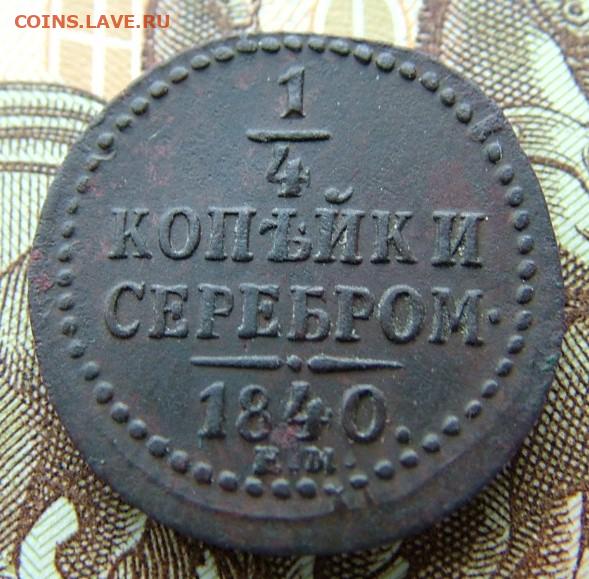 COINS.LAVE.RU
1
4
КОПѢЙКИ
СЕРЕБРОМ·
1840.
Е.М.